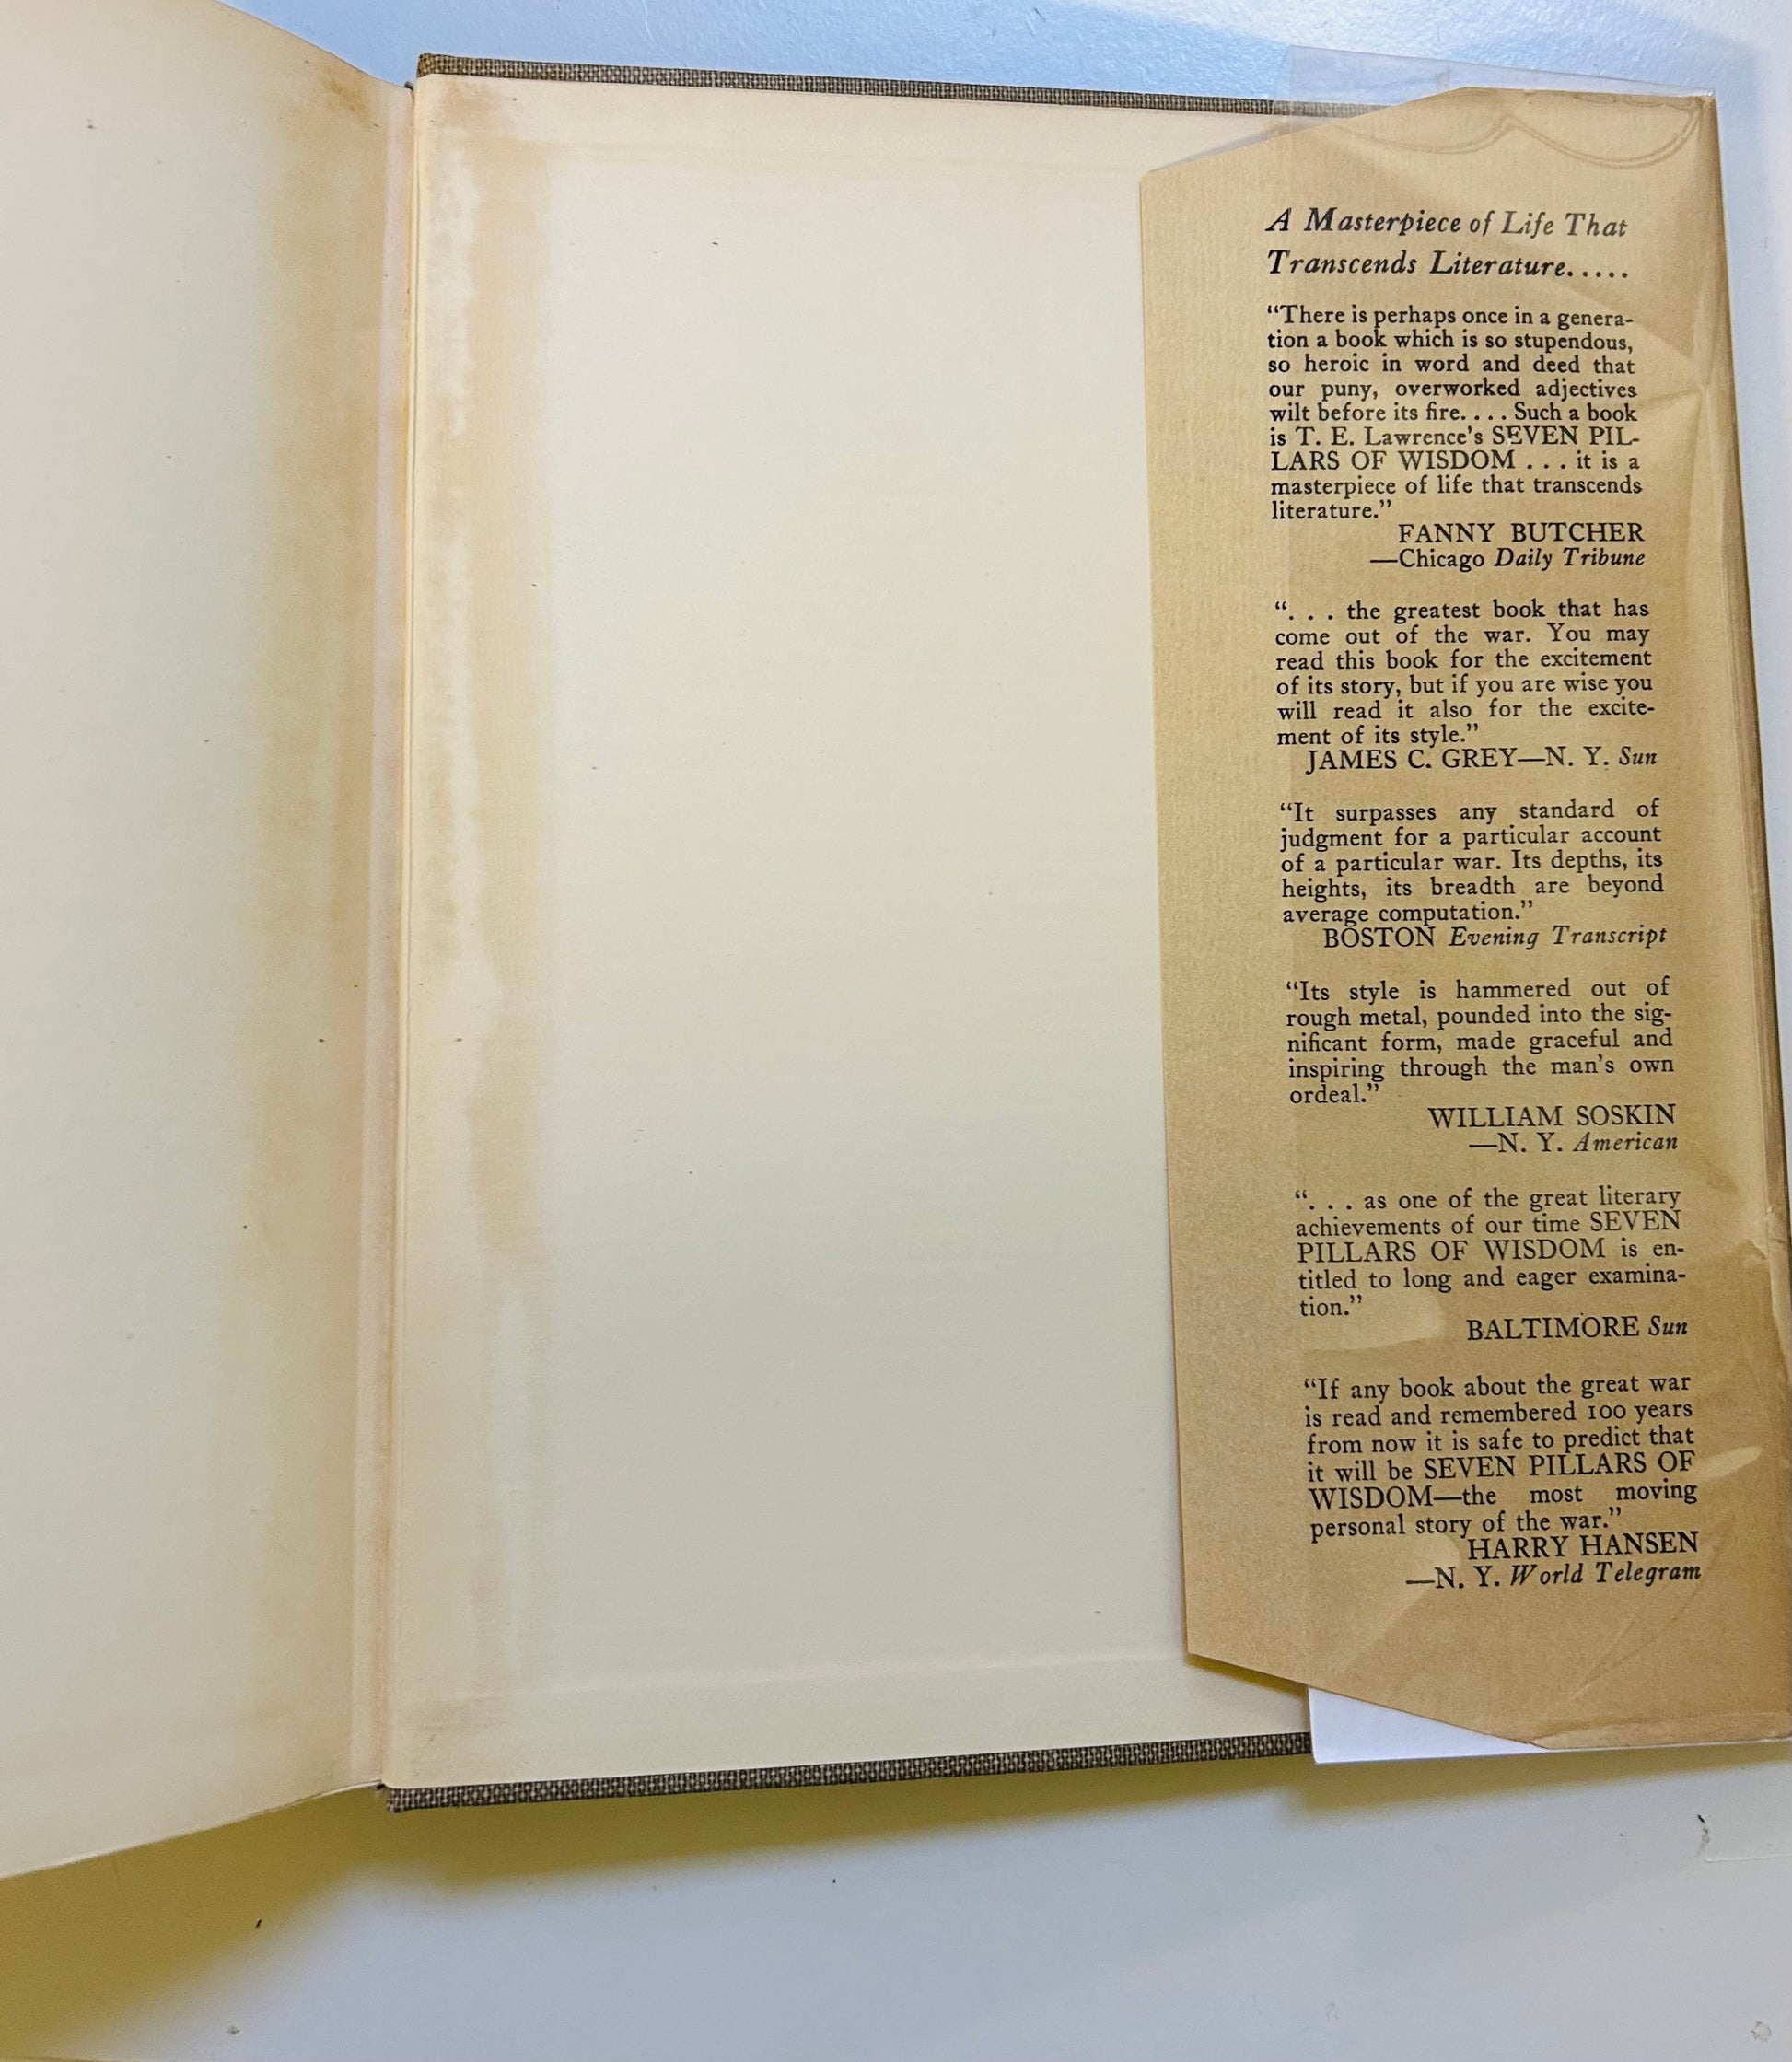 A Masterpiece of Life That
Transcends Literature.....
“There is perhaps once in a genera-
tion a book which is so stupendous,
so heroic in word and deed that
our puny, overworked adjectives
wilt before its fire.... Such a book
is T. E. Lawrence’s SEVEN PIL-
LARS OF WISDOM ... it is a
masterpiece of life that transcends
literature.”
FANNY BUTCHER
—Chicago Daily Tribune
“. . . the greatest book that has
come out of the war. You may
read this book for the excitement
of its story, but if you are wise you
will read it also for the excite-
ment of its style.”
JAMES C. GREY—N. Y. Sun
“It surpasses any standard of
judgment for a particular account
of a particular war. Its depths, its
heights, its breadth are beyond
average computation.”
BOSTON Evening Transcript
“Its style is hammered out of
rough metal, pounded into the sig-
nificant form, made graceful and
inspiring through the man’s own
ordeal.”
WILLIAM SOSKIN
—N. Y. American
“. . . as one of the great literary
achievements of our time SEVEN
PILLARS OF WISDOM is en-
titled to long and eager examina-
tion.”
BALTIMORE Sun
“If any book about the great war
is read and remembered 100 years
from now it is safe to predict that
it will be SEVEN PILLARS OF
WISDOM—the most moving
personal story of the war.”
HARRY HANSEN
—N. Y. World Telegram